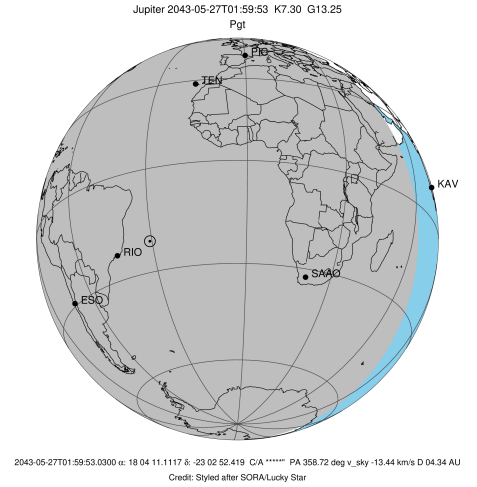 Jupiter 2043-05-27T01:59:53 K7.30 G13.25
Pgt
PIC
TEN
KAV
RIO
SAAO
ESO
2043-05-27T01:59:53.0300 α: 18 04 11.1117 δ: -23 02 52.419 C/A *****" PA 358.72 deg v_sky -13.44 km/s D 04.34 AU
Credit: Styled after SORA/Lucky Star